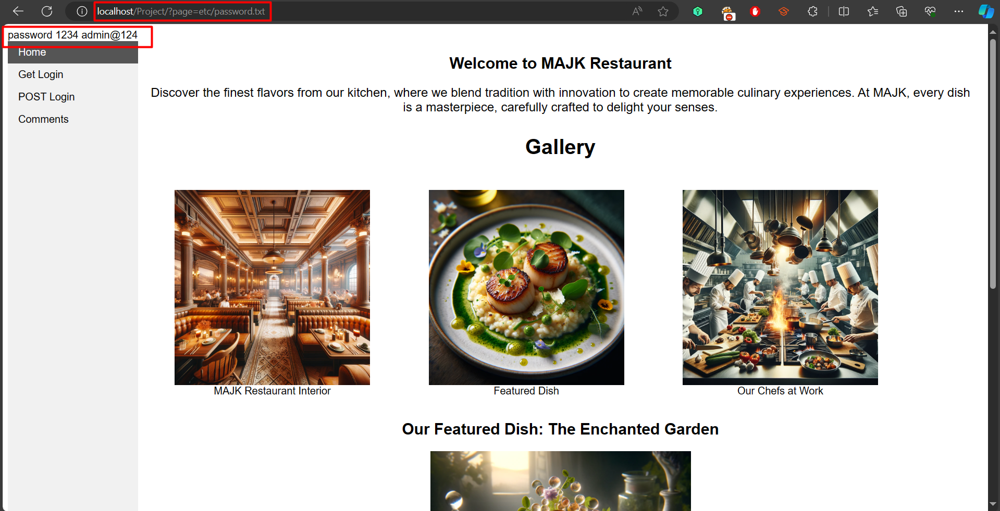 localhost/Project/?page=etc/password.txt
password 1234 admin@124
Home
Get Login
POST Login
Comments
Welcome to MAJK Restaurant
Discover the finest flavors from our kitchen, where we blend tradition with innovation to create memorable culinary experiences. At MAJK, every dish
is a masterpiece, carefully crafted to delight your senses.
Gallery
MAJK Restaurant Interior
Featured Dish
Our Chefs at Work
Our Featured Dish: The Enchanted Garden